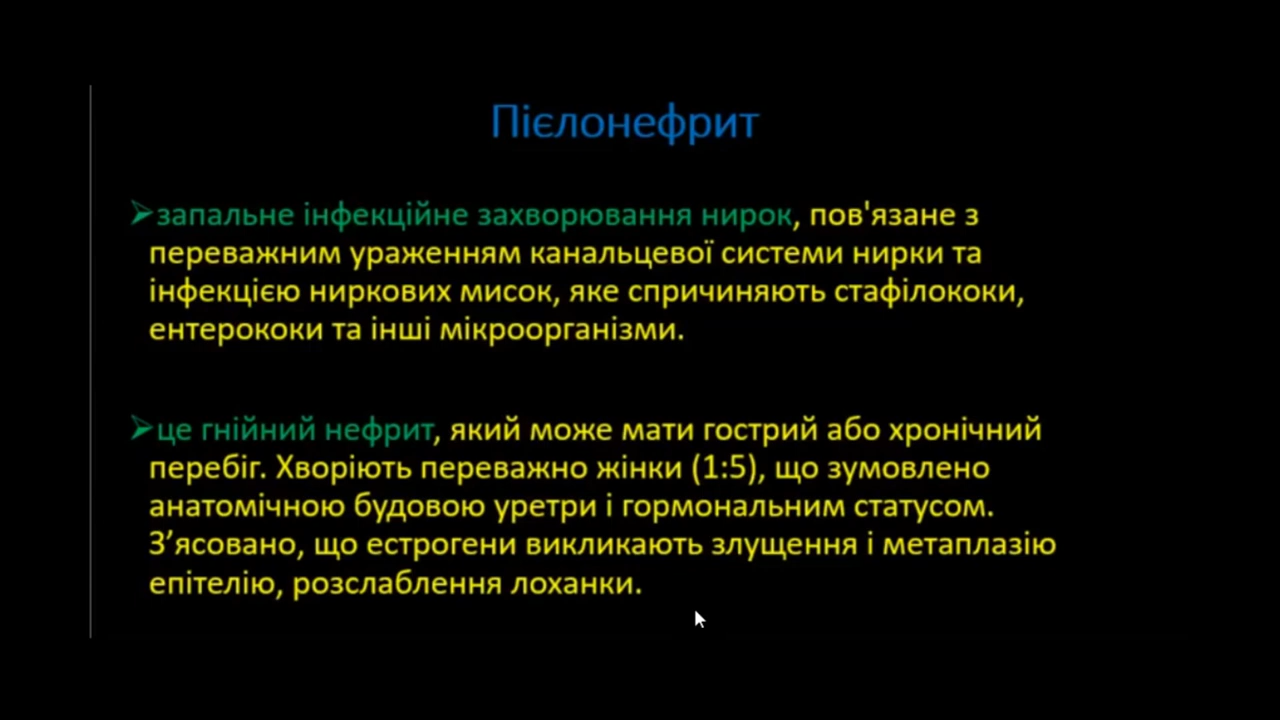 Пієлонефрит
➢запальне інфекційне захворювання нирок, пов'язане з
переважним ураженням канальцевої системи нирки та
інфекцією ниркових мисок, яке спричиняють стафілококи,
ентерококи та інші мікроорганізми.
➢це гнійний нефрит, який може мати гострий або хронічний
перебіг. Хворіють переважно жінки (1:5), що зумовлено
анатомічною будовою уретри і гормональним статусом.
З’ясовано, що естрогени викликають злущення і метаплазію
епітелію, розслаблення лоханки.